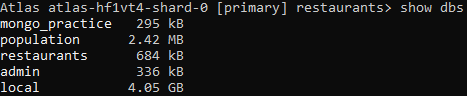 Atlas atlas-hf1vt4-shard-0 [primary] restaurants> show dbs
mongo_practice 295 kB
population 2.42 MB
restaurants 684 kB
admin 336 kB
local 4.05 GB